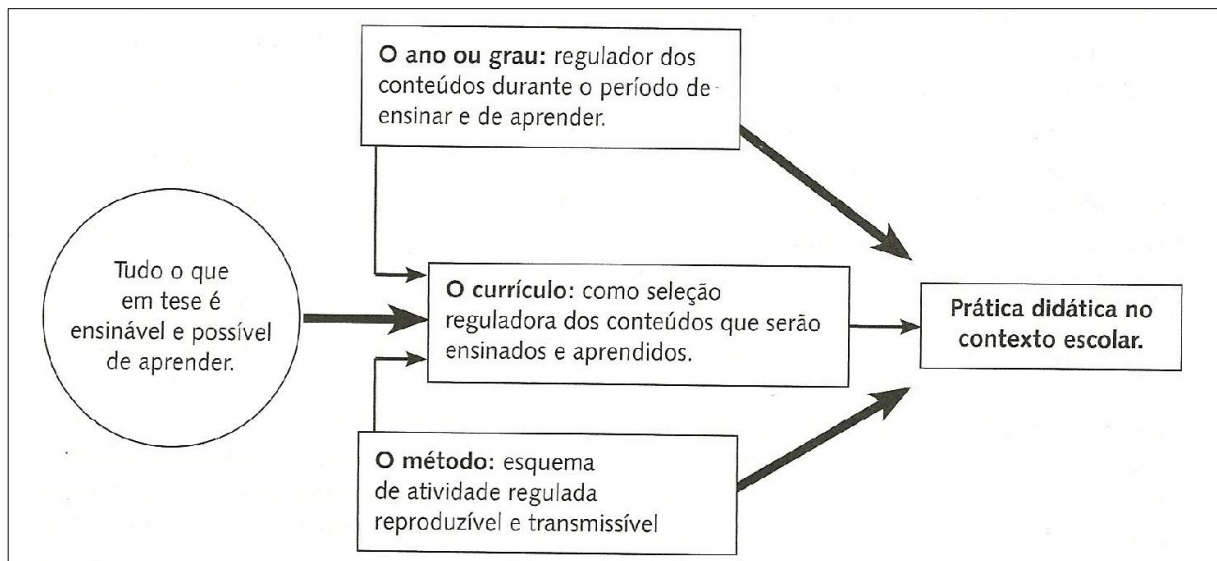 O ano ou grau: regulador dos
conteúdos durante o período de
ensinar e de aprender.
Tudo o que
em tese é
ensinável e possível
de aprender.
O currículo: como seleção
reguladora dos conteúdos que serão
ensinados e aprendidos.
Prática didática no
contexto escolar.
O método: esquema
de atividade regulada
reproduzível e transmissível